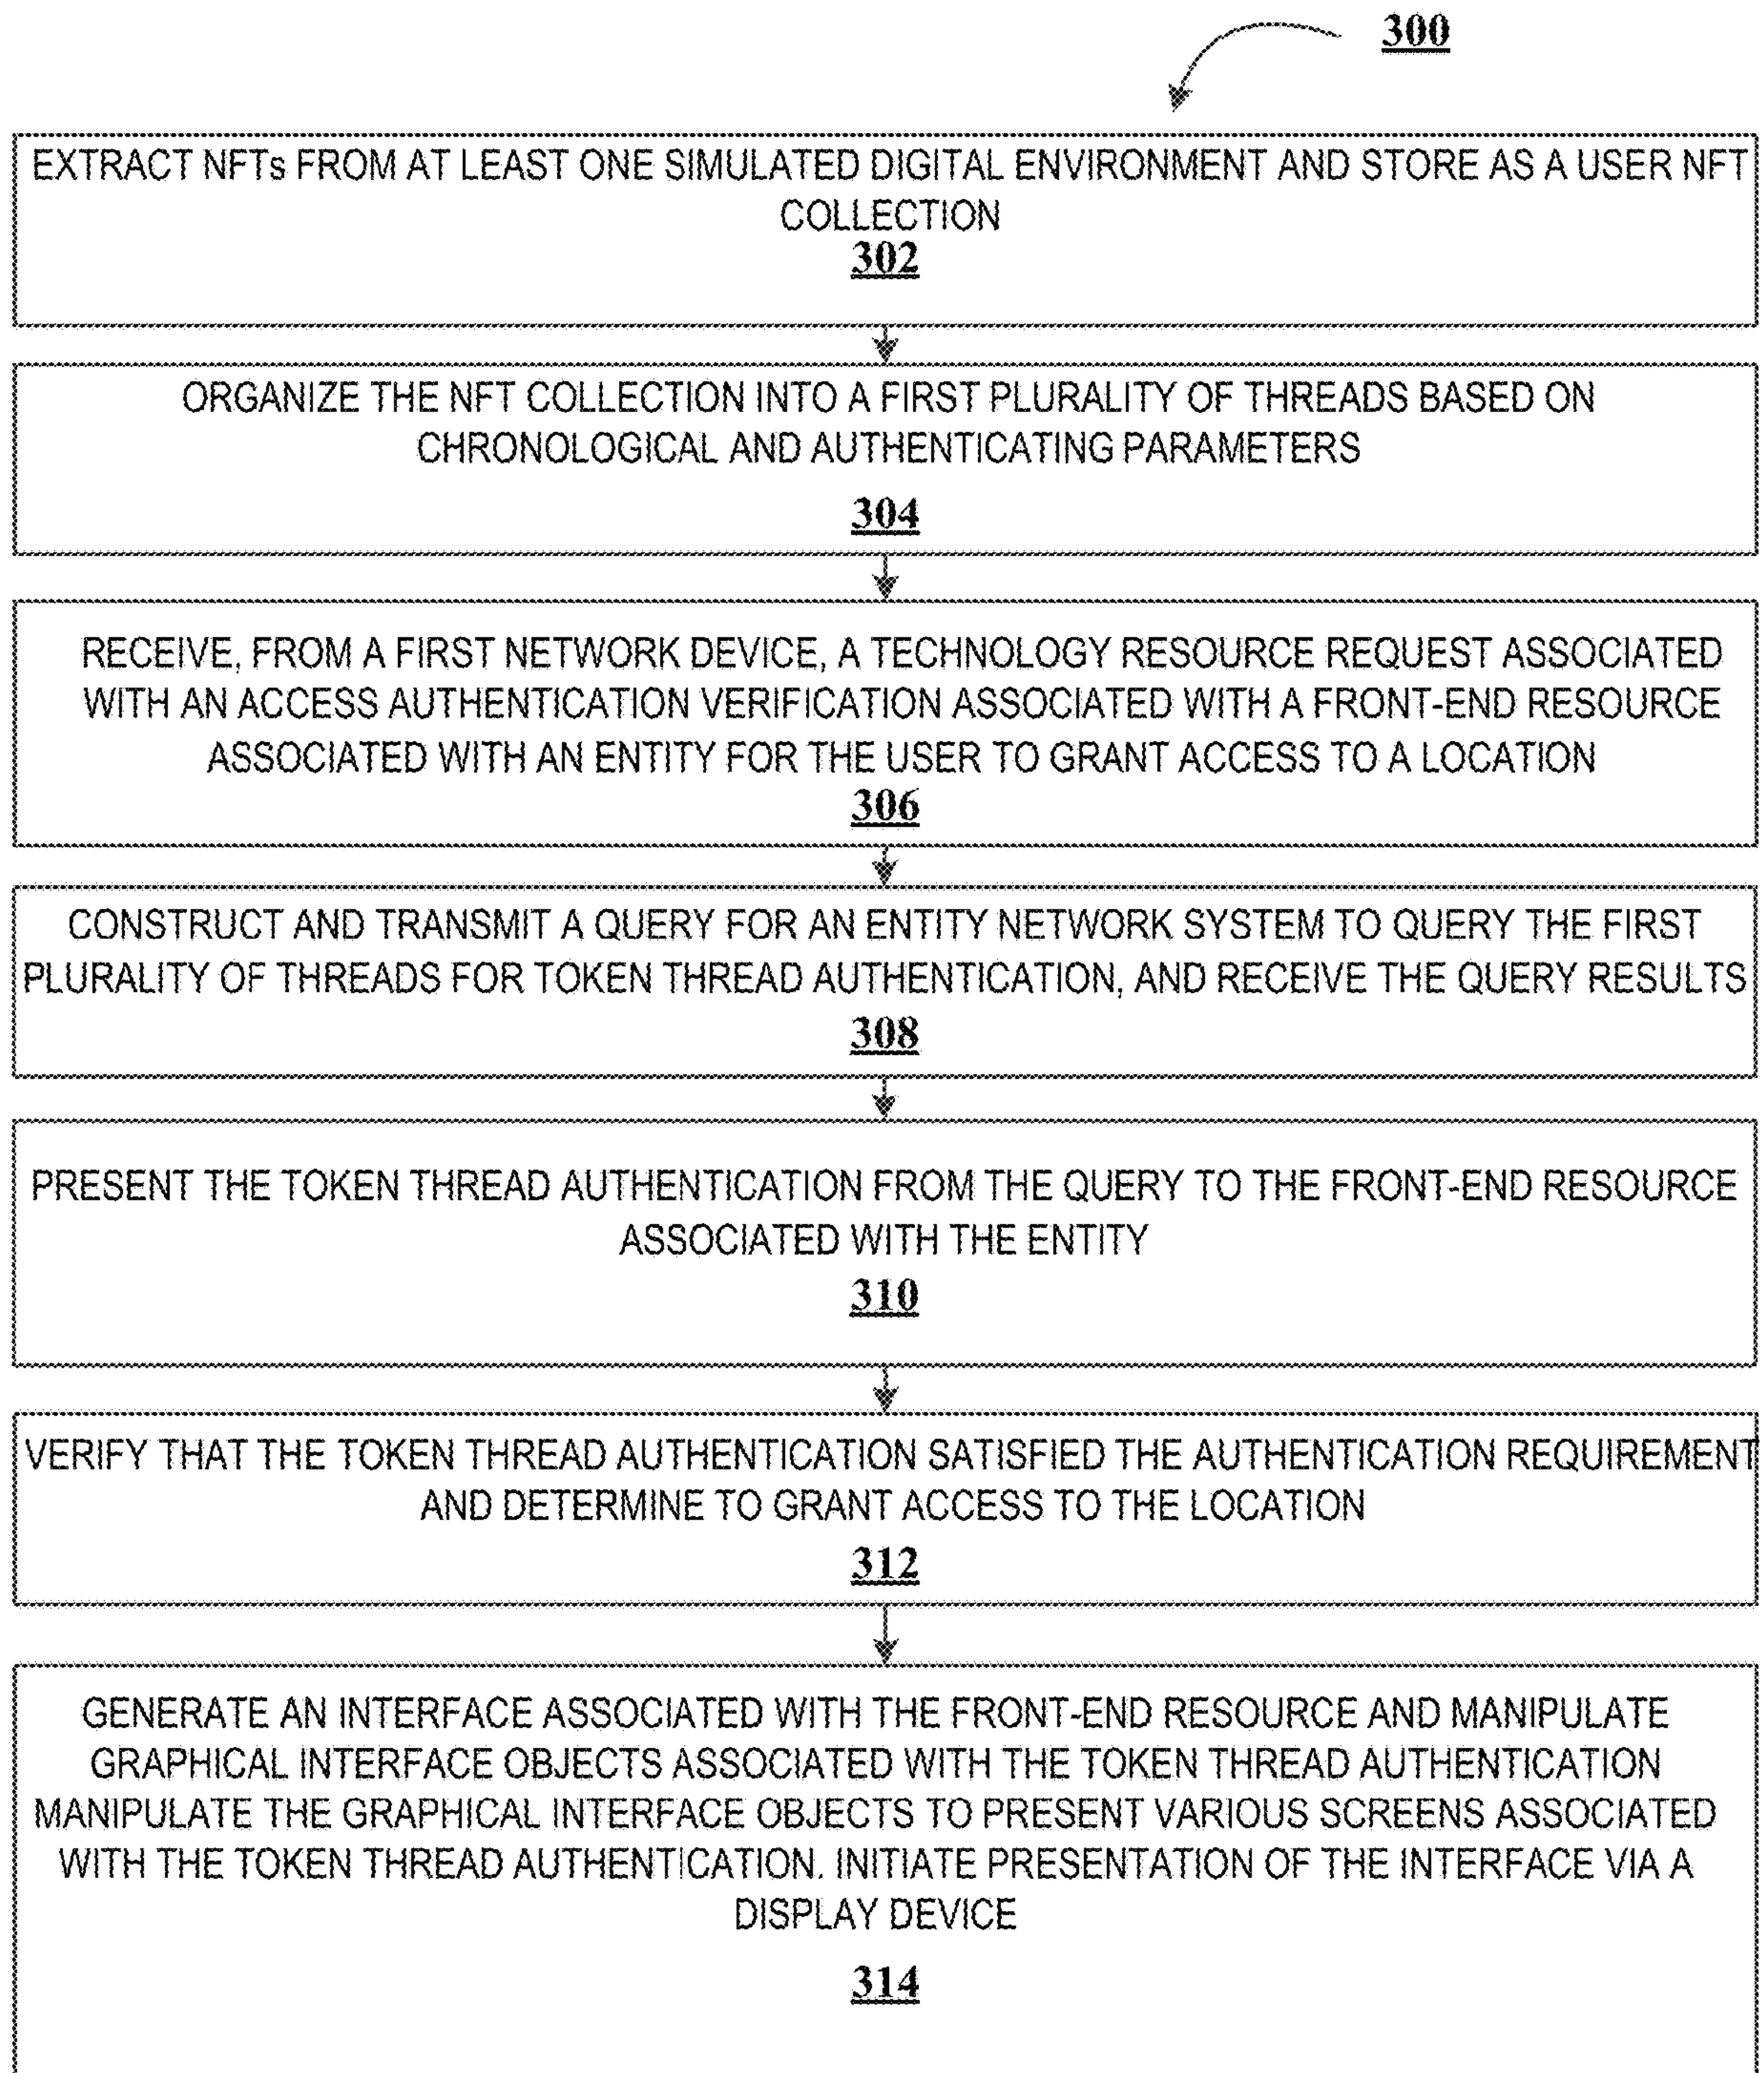 300
EXTRACT NFTs FROM AT LEAST ONE SIMULATED DIGITAL ENVIRONMENT AND STORE AS A USER NFT
COLLECTION
302
ORGANIZE THE NFT COLLECTION INTO A FIRST PLURALITY OF THREADS BASED ON
CHRONOLOGICAL AND AUTHENTICATING PARAMETERS
304
RECEIVE, FROM A FIRST NETWORK DEVICE, A TECHNOLOGY RESOURCE REQUEST ASSOCIATED
WITH AN ACCESS AUTHENTICATION VERIFICATION ASSOCIATED WITH A FRONT-END RESOURCE
ASSOCIATED WITH AN ENTITY FOR THE USER TO GRANT ACCESS TO A LOCATION
306
CONSTRUCT AND TRANSMIT A QUERY FOR AN ENTITY NETWORK SYSTEM TO QUERY THE FIRST
PLURALITY OF THREADS FOR TOKEN THREAD AUTHENTICATION, AND RECEIVE THE QUERY RESULTS
308
PRESENT THE TOKEN THREAD AUTHENTICATION FROM THE QUERY TO THE FRONT-END RESOURCE
ASSOCIATED WITH THE ENTITY
310
VERIFY THAT THE TOKEN THREAD AUTHENTICATION SATISFIED THE AUTHENTICATION REQUIREMENT
AND DETERMINE TO GRANT ACCESS TO THE LOCATION
312
GENERATE AN INTERFACE ASSOCIATED WITH THE FRONT-END RESOURCE AND MANIPULATE
GRAPHICAL INTERFACE OBJECTS ASSOCIATED WITH THE TOKEN THREAD AUTHENTICATION
MANIPULATE THE GRAPHICAL INTERFACE OBJECTS TO PRESENT VARIOUS SCREENS ASSOCIATED
WITH THE TOKEN THREAD AUTHENTICATION. INITIATE PRESENTATION OF THE INTERFACE VIA A
DISPLAY DEVICE
314